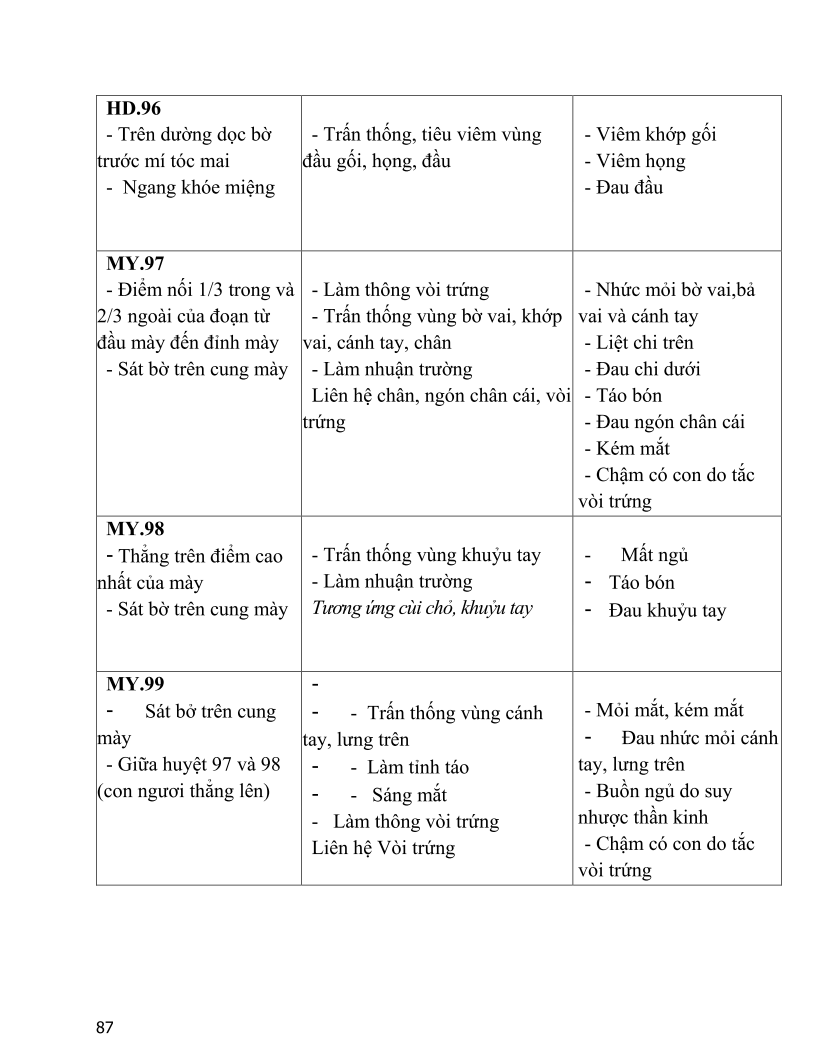 HD.96
- Trên dường dọc bờ
trước mí tóc mai
- Ngang khóe miệng
- Trấn thống, tiêu viêm vùng
đầu gối, họng, đầu
- Viêm khớp gối
- Viêm họng
- Đau đầu
MY.97
- Điểm nối 1/3 trong và
2/3 ngoài của đoạn từ
đầu mày đến đỉnh mày
- Sát bờ trên cung mày
- Làm thông vòi trứng
- Trấn thống vùng bờ vai, khớp
vai, cánh tay, chân
- Làm nhuận trường
Liên hệ chân, ngón chân cái, vòi
trứng
- Nhức mỏi bờ vai,bả
vai và cánh tay
- Liệt chi trên
- Đau chi dưới
- Táo bón
- Đau ngón chân cái
- Kém mắt
- Chậm có con do tắc
vòi trứng
MY.98
- Thẳng trên điểm cao
nhất của mày
- Sát bờ trên cung mày
- Trấn thống vùng khuỷu tay
- Làm nhuận trường
Tương ứng cùi chỏ, khuỷu tay
- Mất ngủ
- Táo bón
- Đau khuỷu tay
MY.99
- Sát bở trên cung
mày
- Giữa huyệt 97 và 98
(con ngươi thẳng lên)
-
- - Trấn thống vùng cánh
tay, lưng trên
- - Làm tỉnh táo
- - Sáng mắt
- Làm thông vòi trứng
Liên hệ Vòi trứng
- Mỏi mắt, kém mắt
- Đau nhức mỏi cánh
tay, lưng trên
- Buồn ngủ do suy
nhược thần kinh
- Chậm có con do tắc
vòi trứng
87